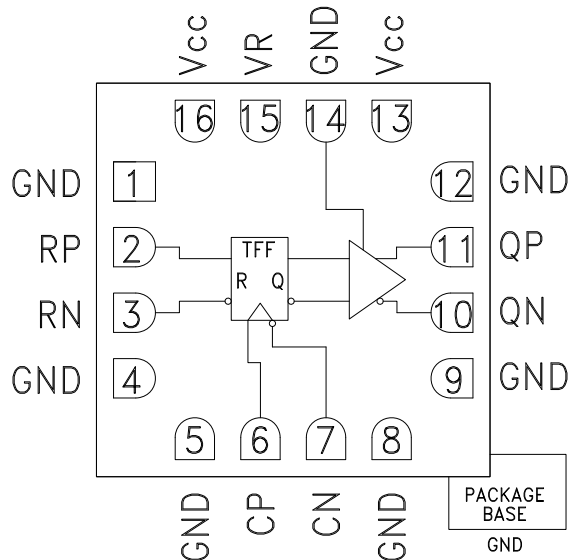 Vcc VR GND Vcc
16 15 14 13
GND 1 12 GND
RP 2 TFF 11 QP
R Q
RN 3 10 QN
GND 4 9 GND
5 6 7 8
GND CP CN GND
PACKAGE
BASE
GND